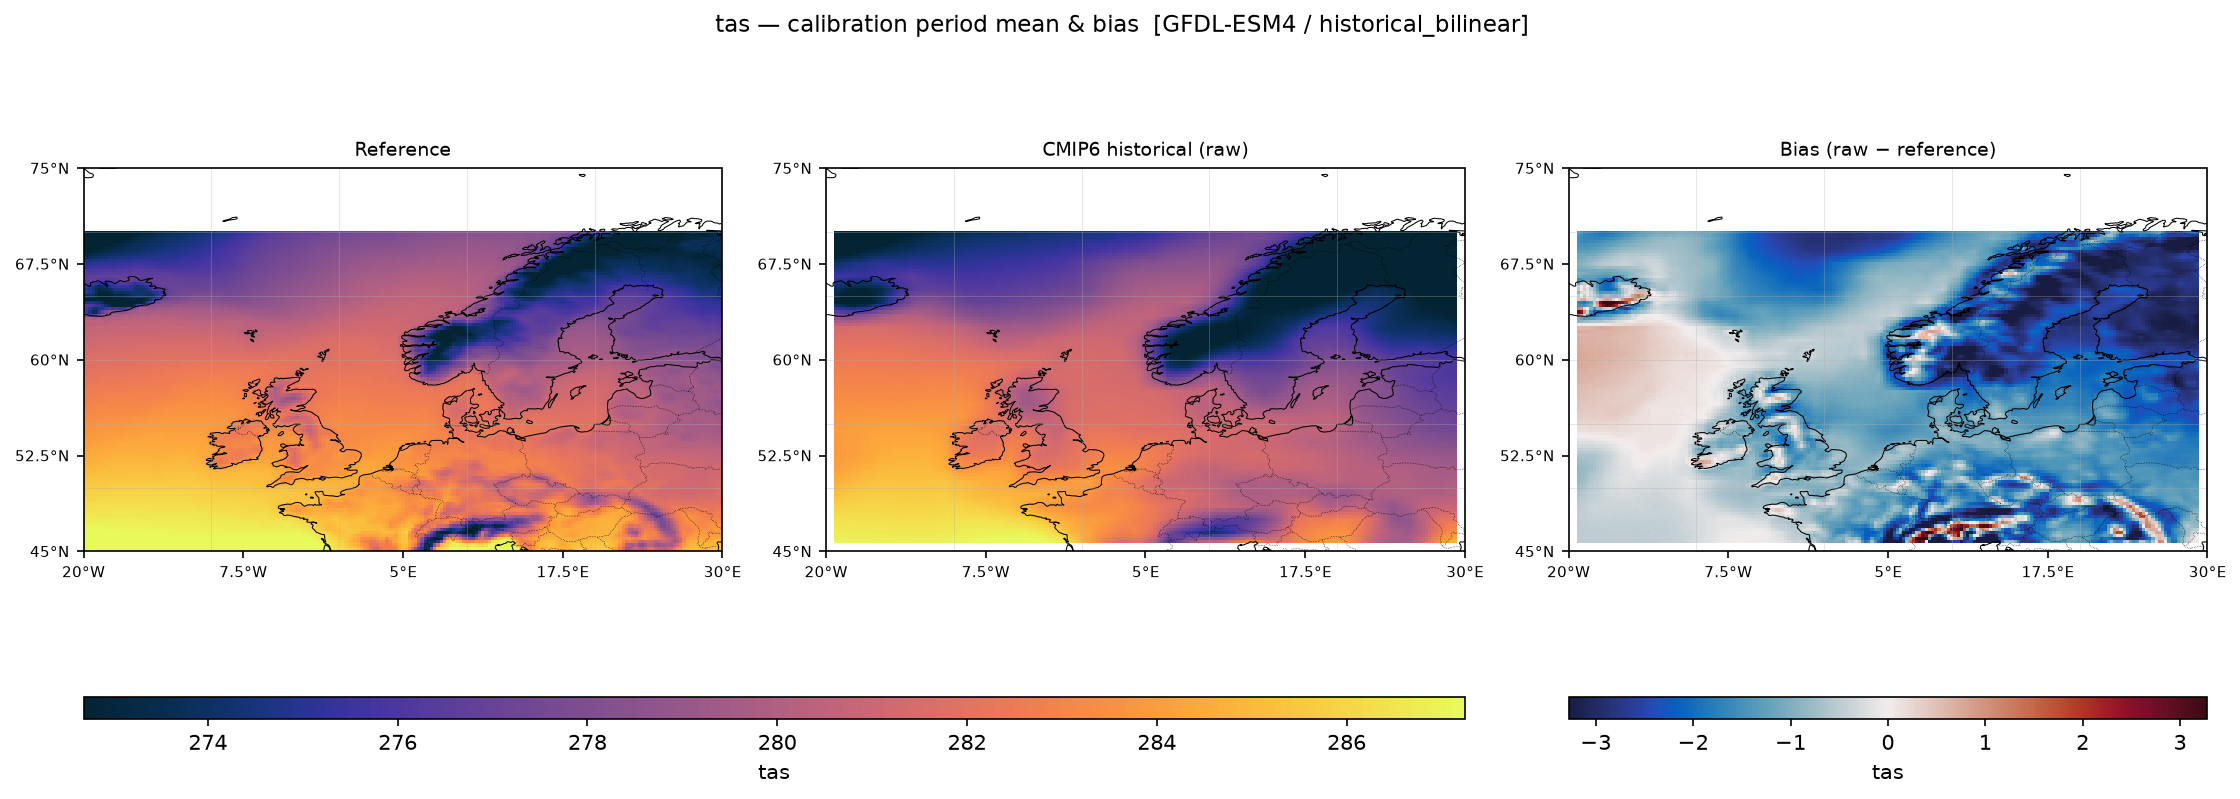 tas — calibration period mean & bias  [GFDL-ESM4 / historical_bilinear]
Reference
CMIP6 historical (raw)
Bias (raw − reference)
75°N
67.5°N
60°N
52.5°N
45°N
20°W
7.5°W
5°E
17.5°E
30°E
75°N
67.5°N
60°N
52.5°N
45°N
20°W
7.5°W
5°E
17.5°E
30°E
75°N
67.5°N
60°N
52.5°N
45°N
20°W
7.5°W
5°E
17.5°E
30°E
274
276
278
280
282
284
286
tas
−3
−2
−1
0
1
2
3
tas